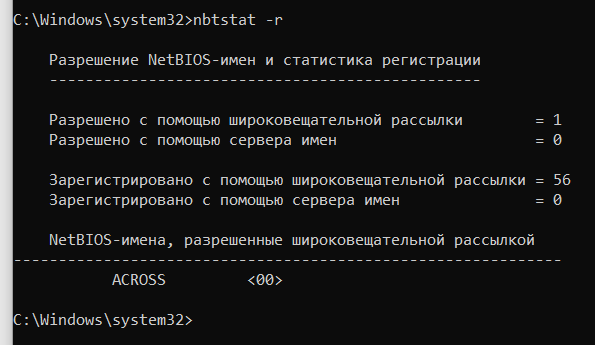 C:\Windows\system32>nbtstat -r
Разрешение NetBIOS-имен и статистика регистрации
------------------------------------------------
Разрешено с помощью широковещательной рассылки = 1
Разрешено с помощью сервера имен = 0
Зарегистрировано с помощью широковещательной рассылки = 56
Зарегистрировано с помощью сервера имен = 0
NetBIOS-имена, разрешенные широковещательной рассылкой
-------------------------------------------------------------
ACROSS <00>
C:\Windows\system32>